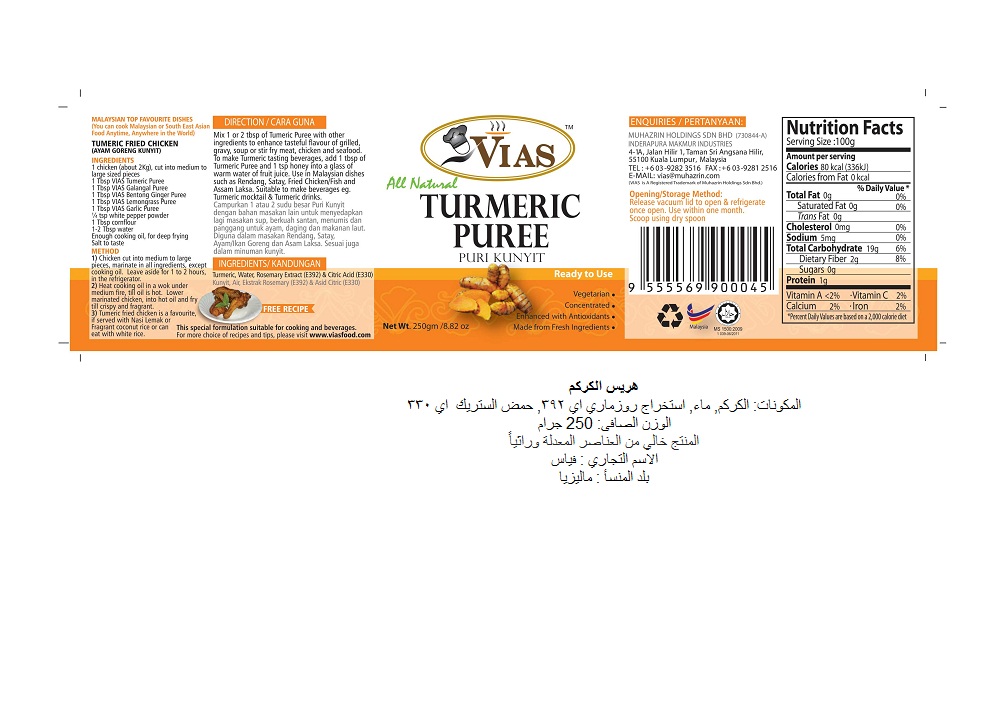 MALAYSIAN TOP FAVOURITE DISHES
(You can cook Malaysian or South East Asian
Food Anytime, Anywhere in the World)
TUMERIC FRIED CHICKEN
(AYAM GORENG KUNYIT)
INGREDIENTS
1 chicken (about 2Kg), cut into medium to
large sized pieces
1 Tbsp VIAS Tumeric Puree
1 Tbsp VIAS Galangal Puree
1 Tbsp VIAS Bentong Ginger Puree
1 Tbsp VIAS Lemongrass Puree
1 Tbsp VIAS Garlic Puree
¼ tsp white pepper powder
1 Tbsp cornflour
1-2 Tbsp water
Enough cooking oil, for deep frying
Salt to taste
METHOD
1) Chicken cut into medium to large
pieces, marinate in all ingredients, except
cooking oil. Leave aside for 1 to 2 hours,
in the refrigerator.
2) Heat cooking oil in a wok under
medium fire, till oil is hot. Lower
marinated chicken, into hot oil and fry
till crispy and fragrant.
3) Tumeric fried chicken is a favourite,
if served with Nasi Lemak or
Fragrant coconut rice or can
eat with white rice.
DIRECTION / CARA GUNA
Mix 1 or 2 tbsp of Tumeric Puree with other
ingredients to enhance tasteful flavour of grilled,
gravy, soup or stir fry meat, chicken and seafood.
To make Turmeric tasting beverages, add 1 tbsp of
Turmeric Puree and 1 tsp honey into a glass of
warm water of fruit juice. Use in Malaysian dishes
such as Rendang, Satay, Fried Chicken/Fish and
Assam Laksa. Suitable to make beverages eg.
Turmeric mocktail & Tumeric drinks.
Campurkan 1 atau 2 sudu besar Puri Kunyit
dengan bahan masakan lain untuk menyedapkan
lagi masakan sup, berkuah santan, menumis dan
panggang untuk ayam, daging dan makanan laut.
Diguna dalam masakan Rendang, Satay,
Ayam/Ikan Goreng dan Asam Laksa. Sesuai juga
dalam minuman kunyit.
INGREDIENTS/ KANDUNGAN
Turmeric, Water, Rosemary Extract (E392) & Citic Acid (E330)
Kunyit, Air, Ekstrak Rosemary (E392) & Asid Citric (E330)
FREE RECIPE
This special formulation suitable for cooking and beverages.
For more choice of recipes and tips, please visit www.viasfood.com
VIAS
TM
All Natural
TURMERIC
PUREE
PURI KUNYIT
Ready to Use
Vegetarian •
Concentrated •
Enhanced with Antioxidants •
Made from Fresh Ingredients •
Net Wt. 250gm /8.82 oz
ENQUIRIES / PERTANYAAN:
MUHAZRIN HOLDINGS SDN BHD (730844-A)
INDERAPURA MAKMUR INDUSTRIES
4-1A, Jalan Hilir 1, Taman Sri Angsana Hilir,
55100 Kuala Lumpur, Malaysia
TEL : +6 03-9282 3516 FAX : +6 03-9281 2516
E-MAIL: vias@muhazrin.com
(VIAS Is A Registered Trademark of Muhazrin Holdings Sdn Bhd.)
Opening/Storage Method:
Release vacuum lid to open & refrigerate
once open. Use within one month.
Scoop using dry spoon
9 555569 900045
Malaysia
MS 1500:2009
Nutrition Facts
Serving Size :100g
Amount per serving
Calories 80 kcal (336kJ)
Calories from Fat 0 kcal
% Daily Value *
Total Fat 0g 0%
Saturated Fat 0g 0%
Trans Fat 0g
Cholesterol 0mg 0%
Sodium 5mg 0%
Total Carbohydrate 19g 6%
Dietary Fiber 2g 8%
Sugars 0g
Protein 1g
Vitamin A <2% ·Vitamin C 2%
Calcium 2% ·Iron 2%
*Percent Daily Values are based on a 2,000 calorie diet
هريس الكركم
المكونات: الكركم, ماء, استخراج روزماري اي ٣٩٢, حمض الستريك اي ٣٣٠
الوزن الصافى: 250 جرام
المنتج خالي من العناصر المعدلة وراثياً
الاسم التجاري : فياس
بلد المنسأ : ماليزيا